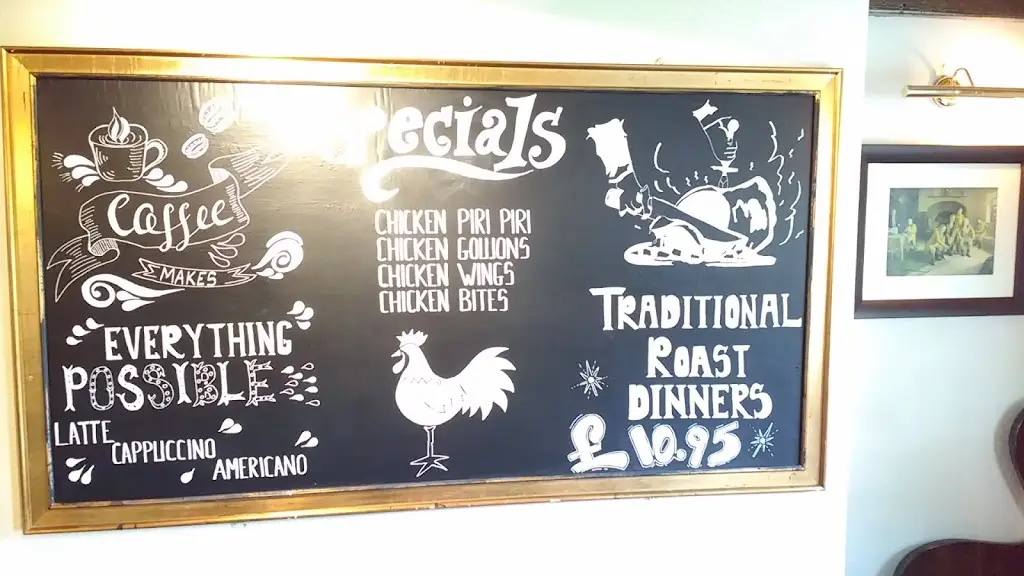 Coffee
MAKES
EVERYTHING
POSSIBLE
LATTE
CAPPUCCINO
AMERICANO
Specials
CHICKEN PIRI PIRI
CHICKEN GOUJONS
CHICKEN WINGS
CHICKEN BITES
TRADITIONAL
ROAST
DINNERS
£10.95